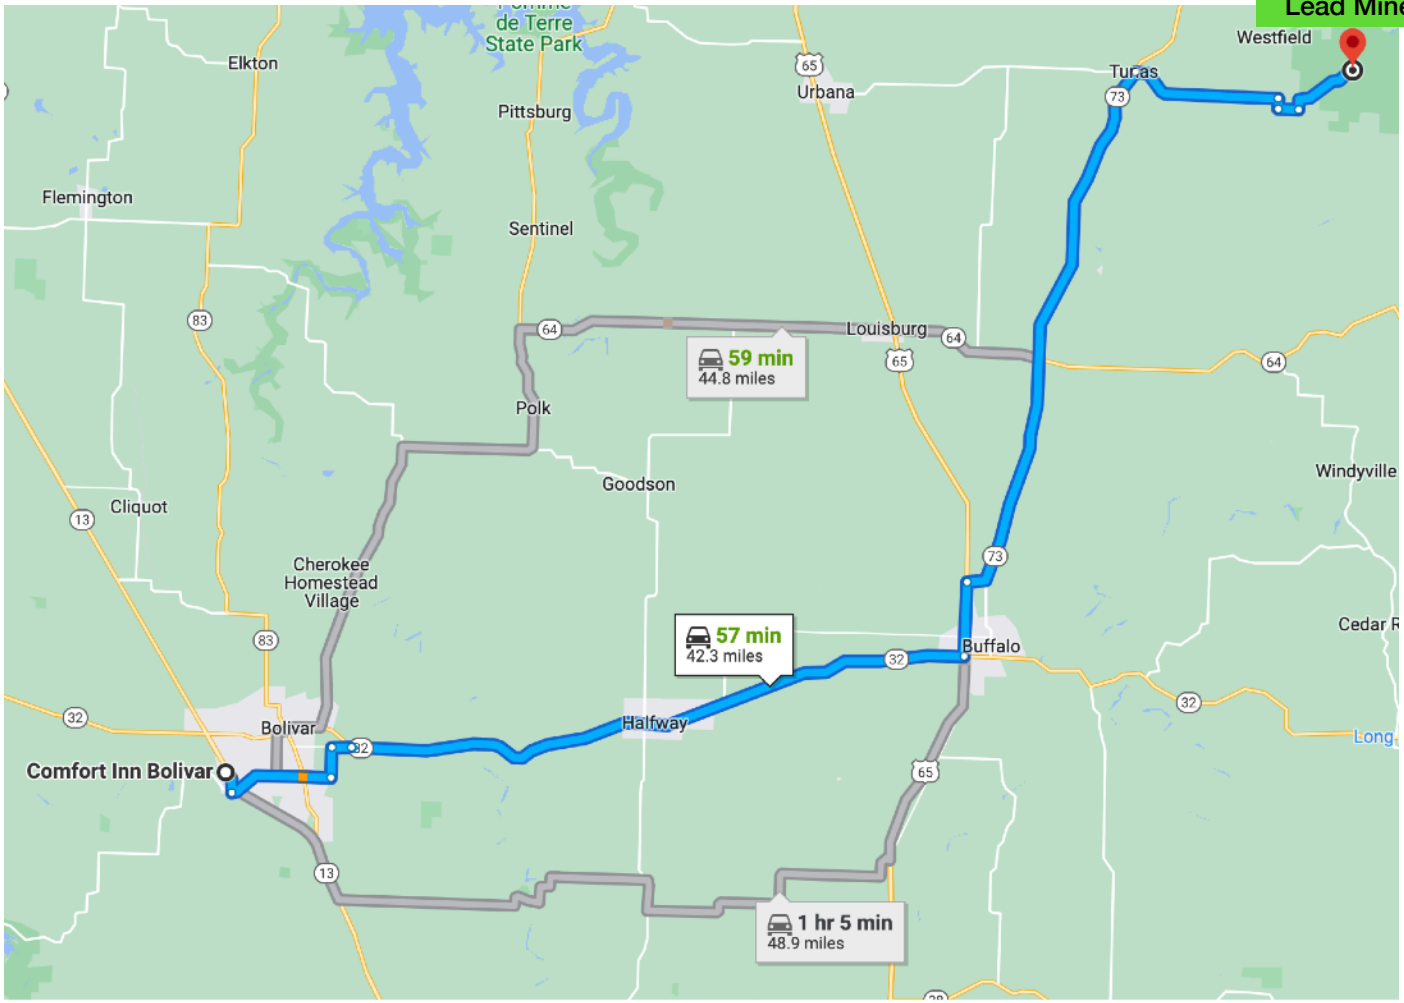 Lead Mine
Westfield
de Terre
State Park
Elkton
65
Urbana
Tunas
73
Pittsburg
Flemington
Sentinel
83
64
Louisburg
64
65
64
59 min
44.8 miles
Polk
Windyville
Goodson
Cliquot
13
73
Cherokee
Homestead
Village
83
57 min
42.3 miles
Buffalo
Cedar R
32
32
32
Halfway
Bolivar
32
Long
Comfort Inn Bolivar
65
13
1 hr 5 min
48.9 miles